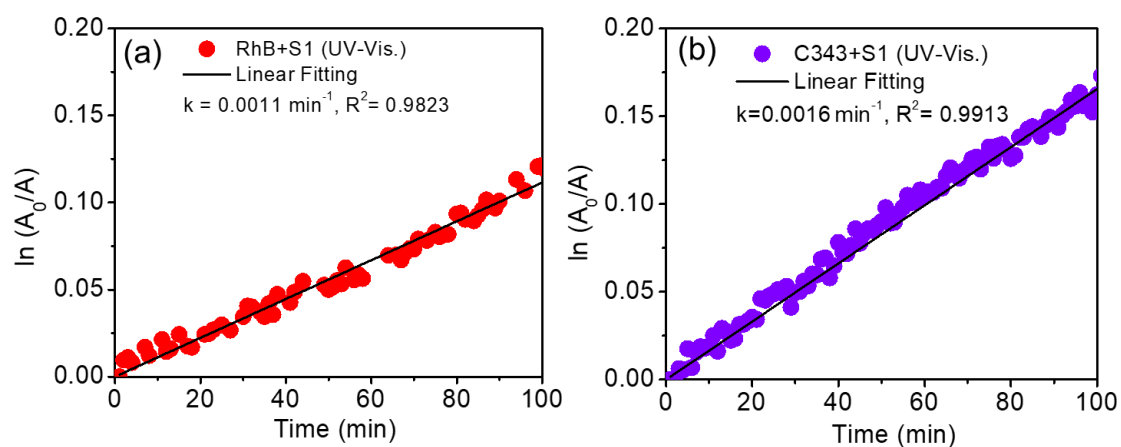 (a)
RhB+S1 (UV-Vis.)
Linear Fitting
k = 0.0011 min⁻¹, R²= 0.9823
ln (A₀/A)
0.20
0.15
0.10
0.05
0.00
0 20 40 60 80 100
Time (min)
(b)
C343+S1 (UV-Vis.)
Linear Fitting
k=0.0016 min⁻¹, R²= 0.9913
ln (A₀/A)
0.20
0.15
0.10
0.05
0.00
0 20 40 60 80 100
Time (min)